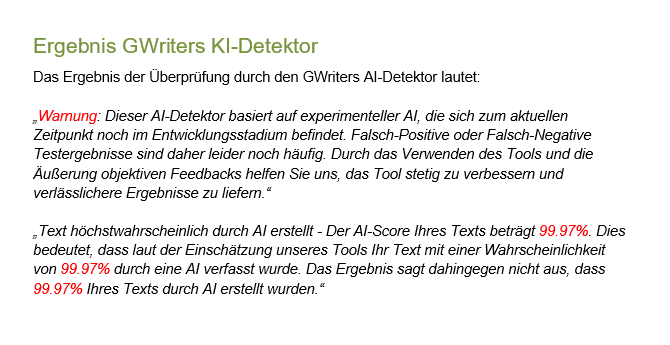 Ergebnis GWriters KI-Detektor
Das Ergebnis der Überprüfung durch den GWriters AI-Detektor lautet:
„Warnung: Dieser AI-Detektor basiert auf experimenteller AI, die sich zum aktuellen
Zeitpunkt noch im Entwicklungsstadium befindet. Falsch-Positive oder Falsch-Negative
Testergebnisse sind daher leider noch häufig. Durch das Verwenden des Tools und die
Äußerung objektiven Feedbacks helfen Sie uns, das Tool stetig zu verbessern und
verlässlichere Ergebnisse zu liefern.“
„Text höchstwahrscheinlich durch AI erstellt - Der AI-Score Ihres Texts beträgt 99.97%. Dies
bedeutet, dass laut der Einschätzung unseres Tools Ihr Text mit einer Wahrscheinlichkeit
von 99.97% durch eine AI verfasst wurde. Das Ergebnis sagt dahingegen nicht aus, dass
99.97% Ihres Texts durch AI erstellt wurden.“